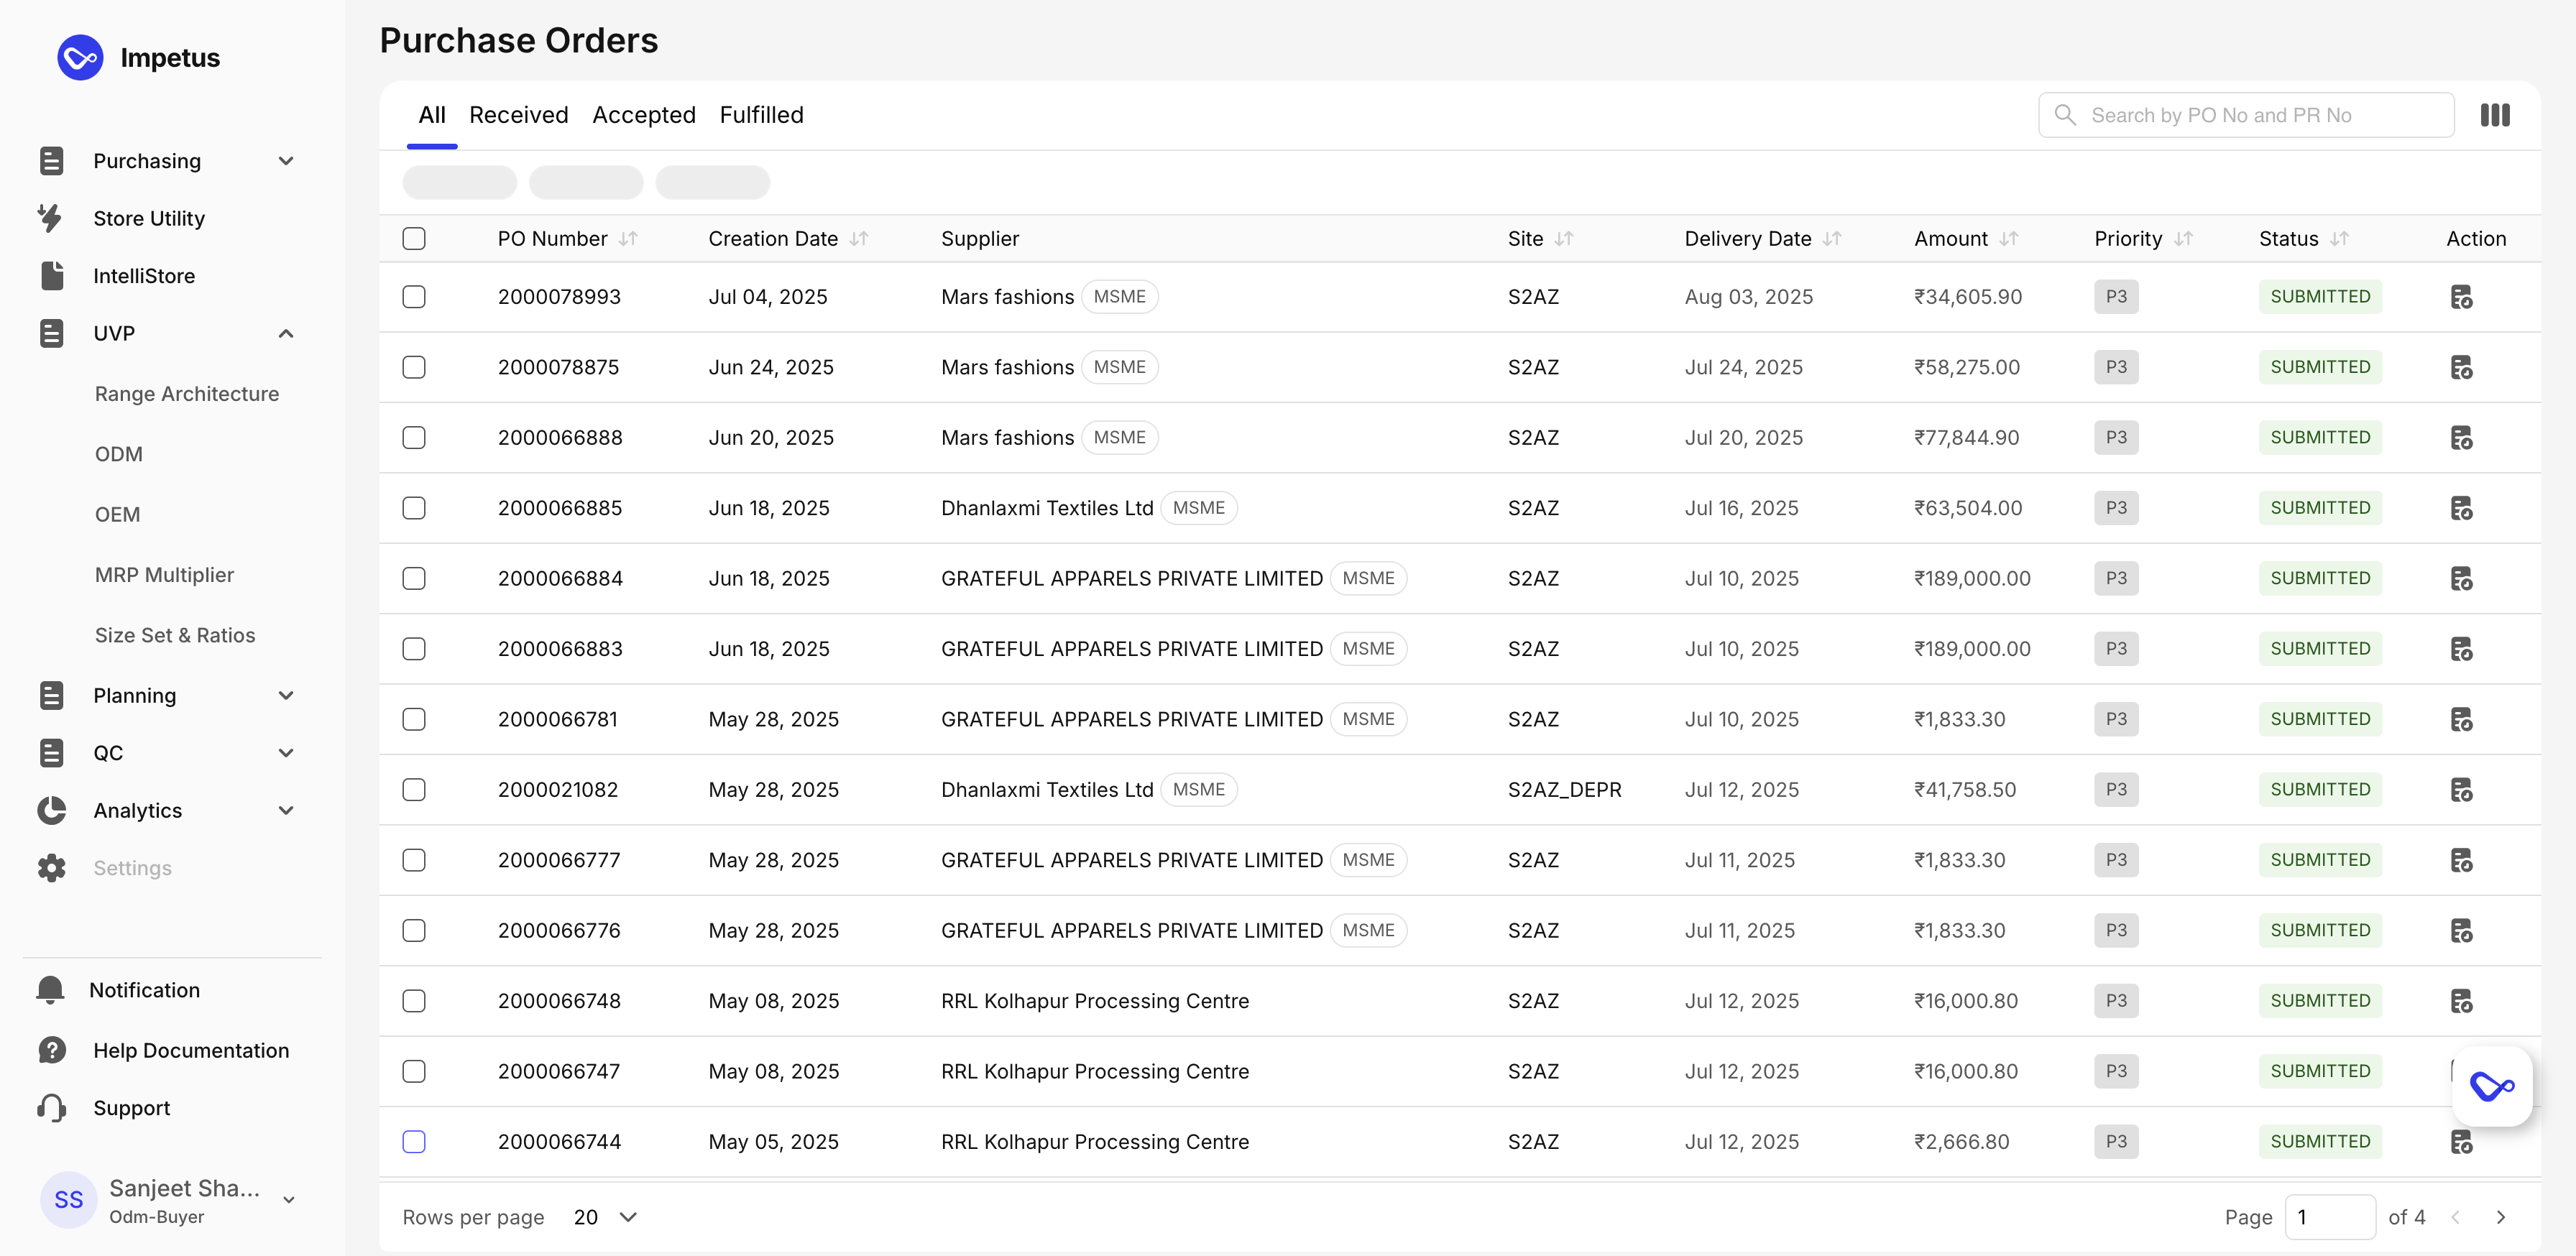 Impetus
Purchasing
Store Utility
IntelliStore
UVP
Range Architecture
ODM
OEM
MRP Multiplier
Size Set & Ratios
Planning
QC
Analytics
Settings
Notification
Help Documentation
Support
SS
Sanjeet Sha...
Odm-Buyer
Purchase Orders
All Received Accepted Fulfilled
Search by PO No and PR No
PO Number Creation Date Supplier Site Delivery Date Amount Priority Status Action
2000078993 Jul 04, 2025 Mars fashions MSME S2AZ Aug 03, 2025 ₹34,605.90 P3 SUBMITTED
2000078875 Jun 24, 2025 Mars fashions MSME S2AZ Jul 24, 2025 ₹58,275.00 P3 SUBMITTED
2000066888 Jun 20, 2025 Mars fashions MSME S2AZ Jul 20, 2025 ₹77,844.90 P3 SUBMITTED
2000066885 Jun 18, 2025 Dhanlaxmi Textiles Ltd MSME S2AZ Jul 16, 2025 ₹63,504.00 P3 SUBMITTED
2000066884 Jun 18, 2025 GRATEFUL APPARELS PRIVATE LIMITED MSME S2AZ Jul 10, 2025 ₹189,000.00 P3 SUBMITTED
2000066883 Jun 18, 2025 GRATEFUL APPARELS PRIVATE LIMITED MSME S2AZ Jul 10, 2025 ₹189,000.00 P3 SUBMITTED
2000066781 May 28, 2025 GRATEFUL APPARELS PRIVATE LIMITED MSME S2AZ Jul 10, 2025 ₹1,833.30 P3 SUBMITTED
2000021082 May 28, 2025 Dhanlaxmi Textiles Ltd MSME S2AZ_DEPR Jul 12, 2025 ₹41,758.50 P3 SUBMITTED
2000066777 May 28, 2025 GRATEFUL APPARELS PRIVATE LIMITED MSME S2AZ Jul 11, 2025 ₹1,833.30 P3 SUBMITTED
2000066776 May 28, 2025 GRATEFUL APPARELS PRIVATE LIMITED MSME S2AZ Jul 11, 2025 ₹1,833.30 P3 SUBMITTED
2000066748 May 08, 2025 RRL Kolhapur Processing Centre S2AZ Jul 12, 2025 ₹16,000.80 P3 SUBMITTED
2000066747 May 08, 2025 RRL Kolhapur Processing Centre S2AZ Jul 12, 2025 ₹16,000.80 P3 SUBMITTED
2000066744 May 05, 2025 RRL Kolhapur Processing Centre S2AZ Jul 12, 2025 ₹2,666.80 P3 SUBMITTED
Rows per page 20 Page 1 of 4